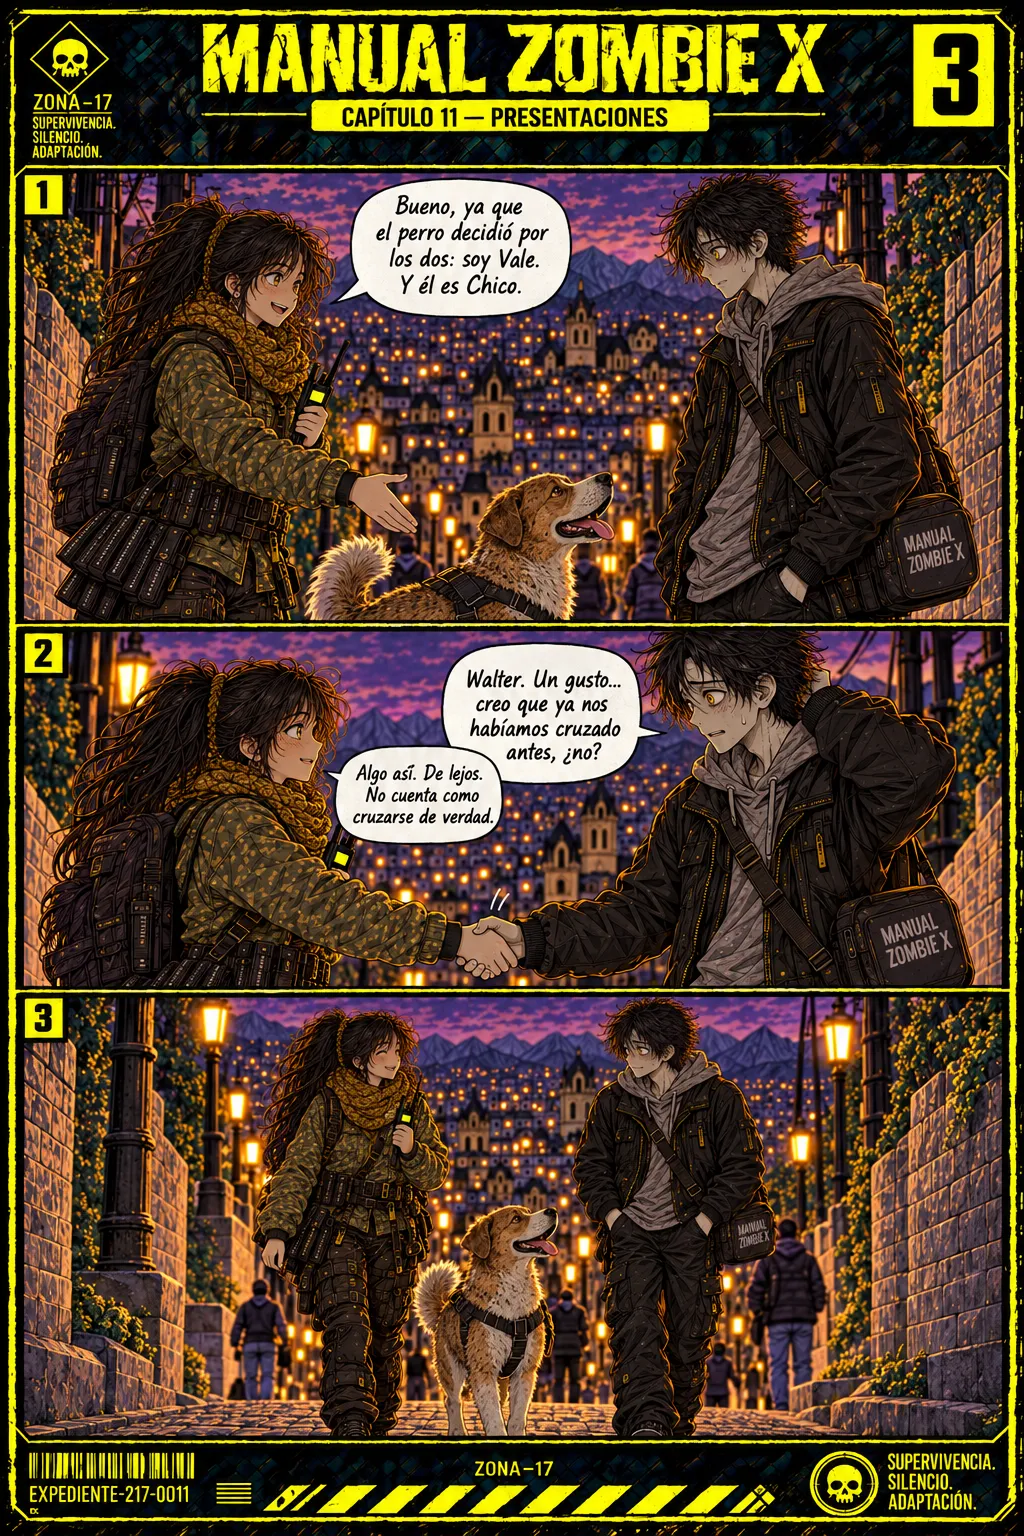 ZONA-17
SUPERVIVENCIA.
SILENCIO.
ADAPTACIÓN.
MANUAL ZOMBIE X
CAPÍTULO 11 — PRESENTACIONES
3
1
Bueno, ya que
el perro decidió por
los dos: soy Vale.
Y él es Chico.
MANUAL
ZOMBIE X
2
Walter. Un gusto...
creo que ya nos
habíamos cruzado
antes, ¿no?
Algo así. De lejos.
No cuenta como
cruzarse de verdad.
MANUAL
ZOMBIE X
3
MANUAL
ZOMBIE X
EXPEDIENTE-217-0011
ZONA-17
SUPERVIVENCIA.
SILENCIO.
ADAPTACIÓN.